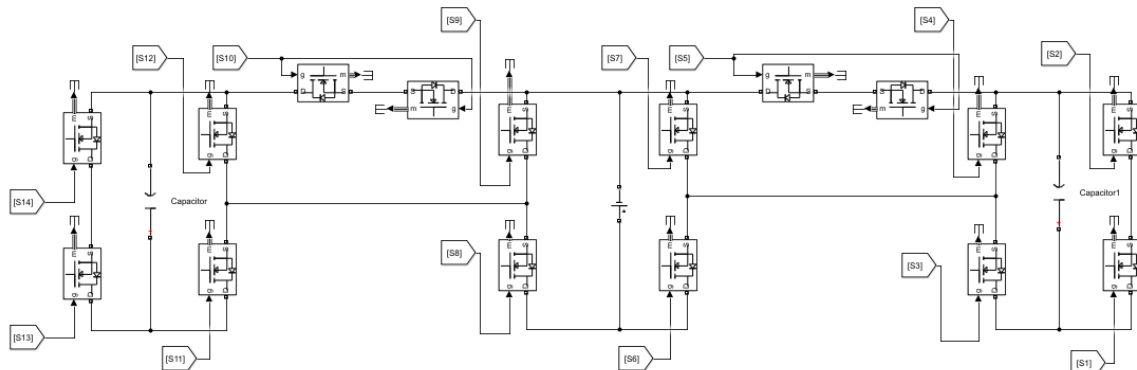 [S9]
[S4]
[S12]
[S10]
[S7]
[S5]
[S2]
g
m
D
S
S
D
m
g
g
m
D
S
S
D
m
g
m
S
g
D
m
S
g
D
m
S
g
D
m
S
g
D
m
S
g
D
m
S
g
D
[S14]
Capacitor
Capacitor1
m
S
g
D
m
S
g
D
m
S
g
D
m
S
g
D
m
S
g
D
m
S
g
D
[S8]
[S3]
[S13]
[S11]
[S6]
[S1]